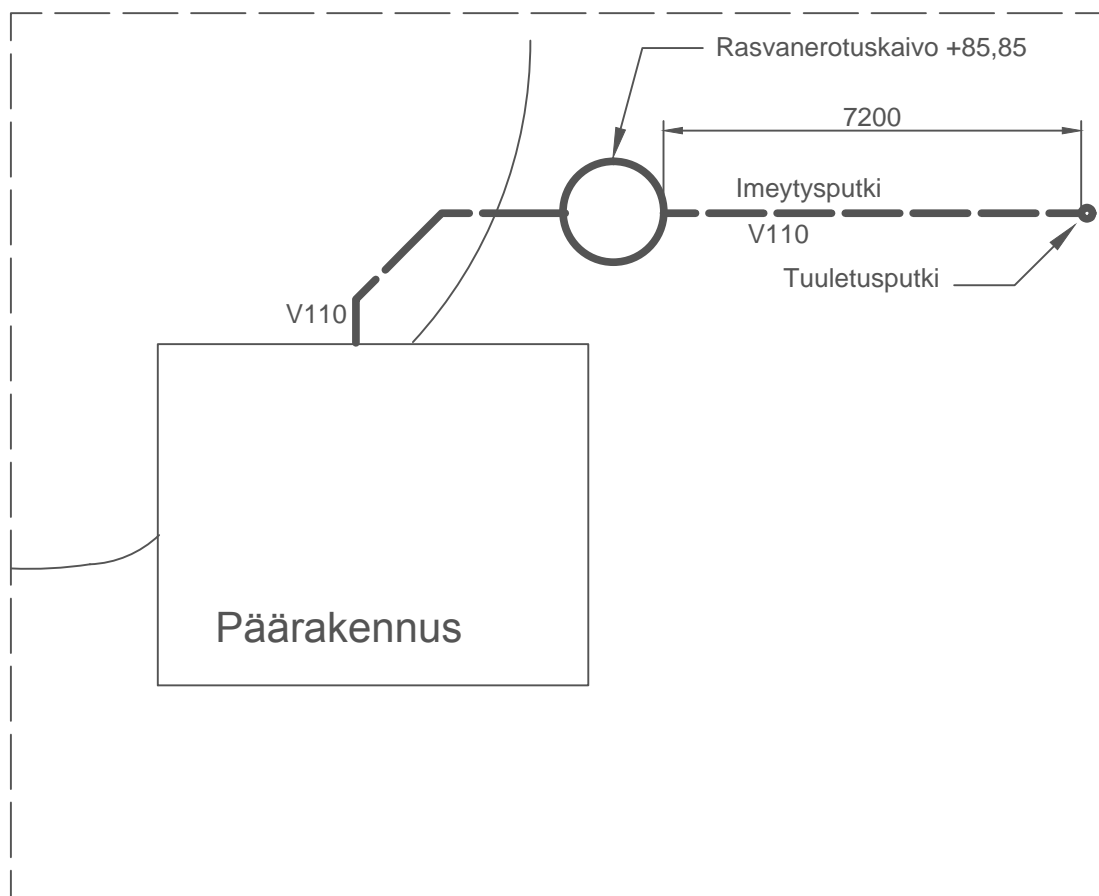 Rasvanerotuskaivo +85,85
7200
Imeytysputki
V110
Tuuletusputki
V110
Päärakennus